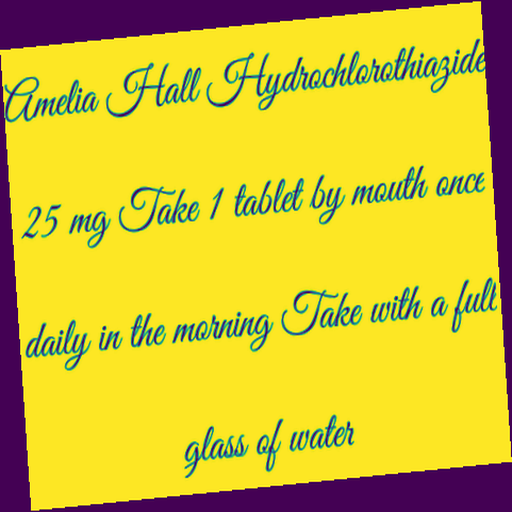 Amelia Hall Hydrochlorothiazide
25 mg Take 1 tablet by mouth once
daily in the morning Take with a full
glass of water